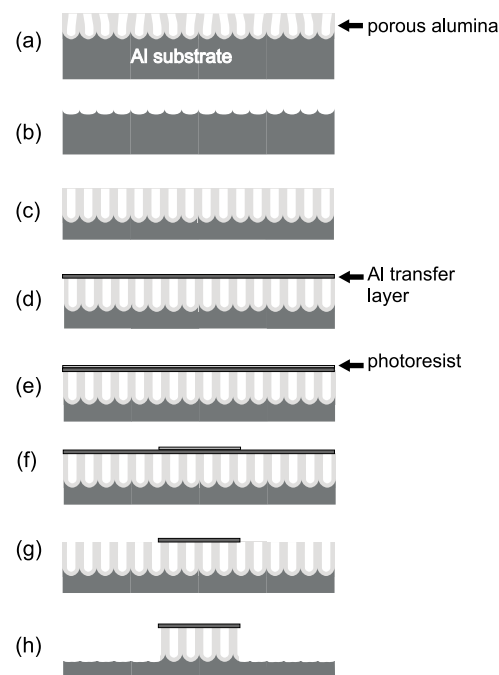 (a)
porous alumina
Al substrate
(b)
(c)
(d)
Al transfer
layer
(e)
photoresist
(f)
(g)
(h)